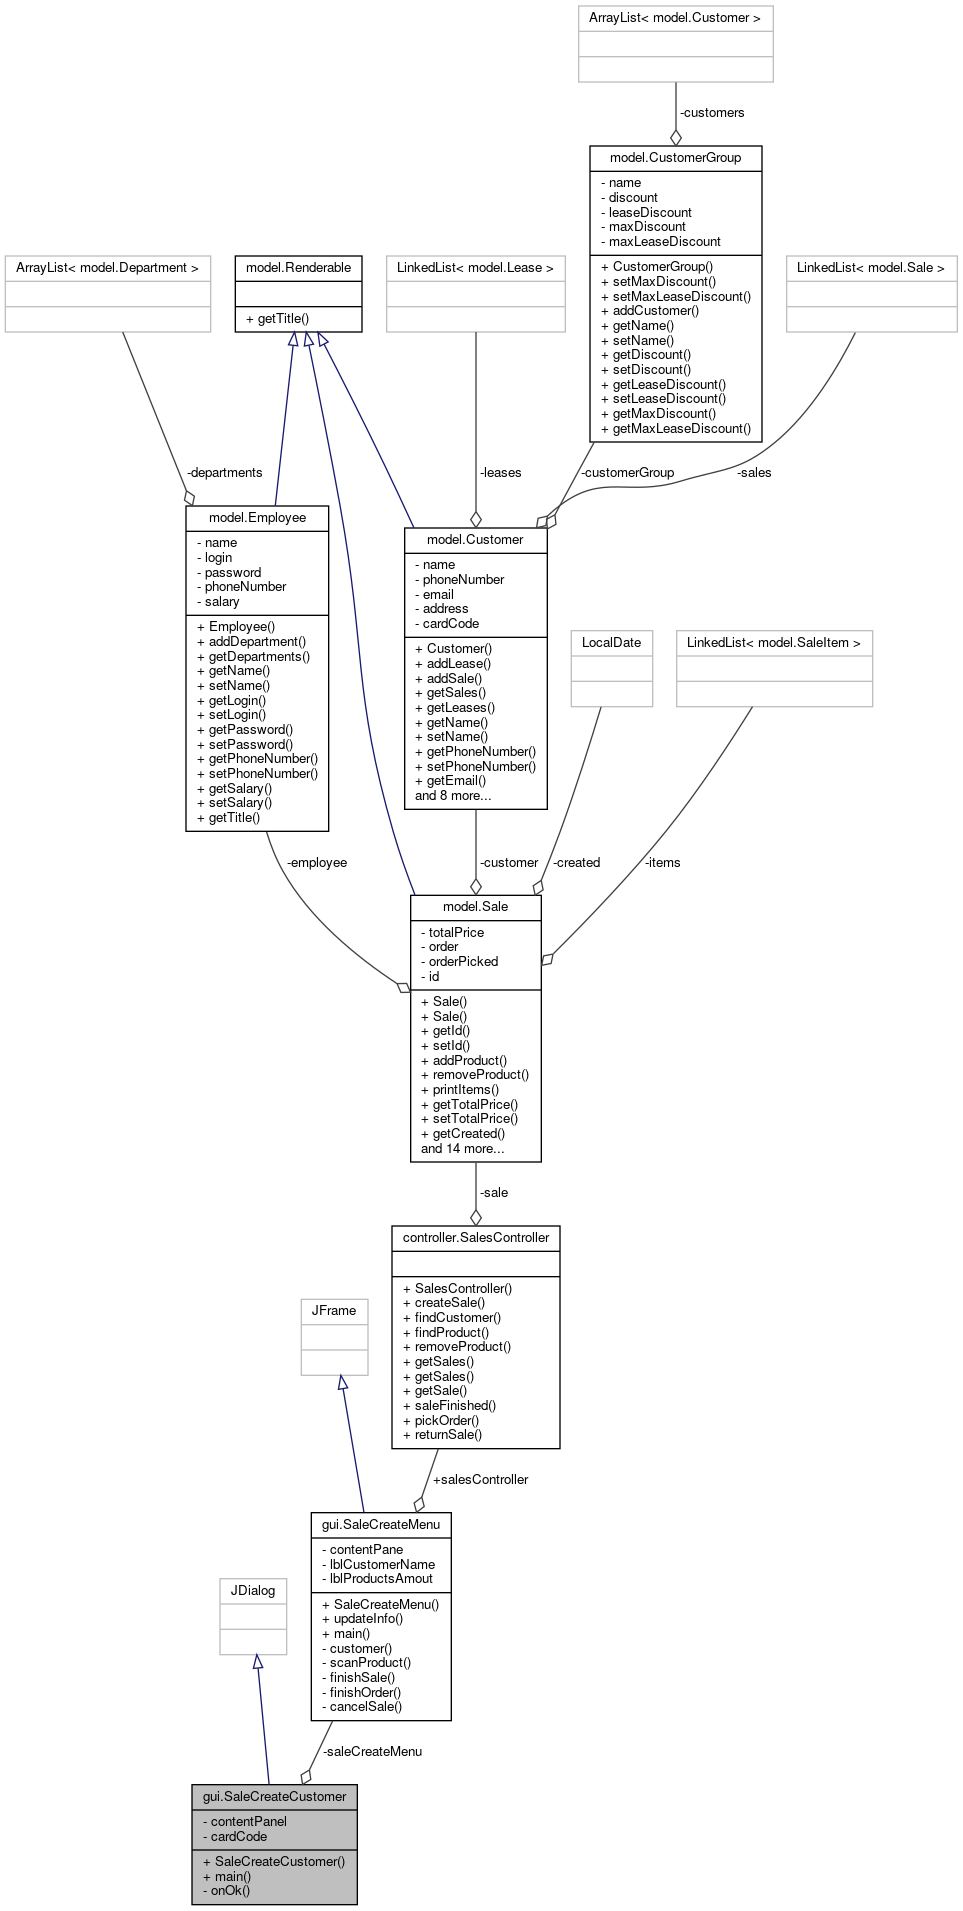 ArrayList< model.Customer >
-customers
model.CustomerGroup
- name
- discount
- leaseDiscount
- maxDiscount
- maxLeaseDiscount
+ CustomerGroup()
+ setMaxDiscount()
+ setMaxLeaseDiscount()
+ addCustomer()
+ getName()
+ setName()
+ getDiscount()
+ setDiscount()
+ getLeaseDiscount()
+ setLeaseDiscount()
+ getMaxDiscount()
+ getMaxLeaseDiscount()
ArrayList< model.Department >
model.Renderable
+ getTitle()
LinkedList< model.Lease >
LinkedList< model.Sale >
-departments
-leases
-customerGroup
-sales
model.Employee
- name
- login
- password
- phoneNumber
- salary
+ Employee()
+ addDepartment()
+ getDepartments()
+ getName()
+ setName()
+ getLogin()
+ setLogin()
+ getPassword()
+ setPassword()
+ getPhoneNumber()
+ setPhoneNumber()
+ getSalary()
+ setSalary()
+ getTitle()
model.Customer
- name
- phoneNumber
- email
- address
- cardCode
+ Customer()
+ addLease()
+ addSale()
+ getSales()
+ getLeases()
+ getName()
+ setName()
+ getPhoneNumber()
+ setPhoneNumber()
+ getEmail()
and 8 more...
LocalDate
LinkedList< model.SaleItem >
-employee
-customer
-created
-items
model.Sale
- totalPrice
- order
- orderPicked
- id
+ Sale()
+ Sale()
+ getId()
+ setId()
+ addProduct()
+ removeProduct()
+ printItems()
+ getTotalPrice()
+ setTotalPrice()
+ getCreated()
and 14 more...
-sale
controller.SalesController
+ SalesController()
+ createSale()
+ findCustomer()
+ findProduct()
+ removeProduct()
+ getSales()
+ getSales()
+ getSale()
+ saleFinished()
+ pickOrder()
+ returnSale()
JFrame
+salesController
gui.SaleCreateMenu
- contentPane
- lblCustomerName
- lblProductsAmout
+ SaleCreateMenu()
+ updateInfo()
+ main()
- customer()
- scanProduct()
- finishSale()
- finishOrder()
- cancelSale()
JDialog
-saleCreateMenu
gui.SaleCreateCustomer
- contentPanel
- cardCode
+ SaleCreateCustomer()
+ main()
- onOk()